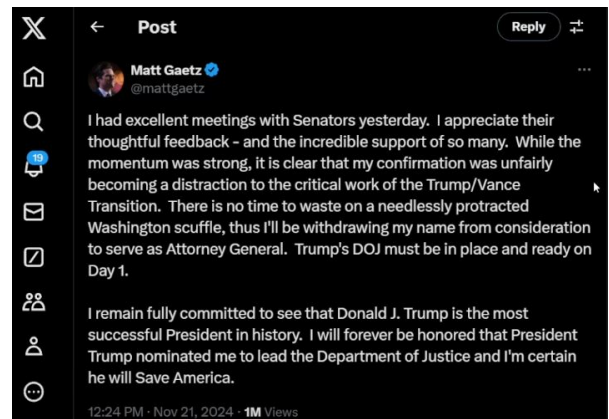 Post
Reply
Matt Gaetz
@mattgaetz
19
I had excellent meetings with Senators yesterday. I appreciate their
thoughtful feedback - and the incredible support of so many. While the
momentum was strong, it is clear that my confirmation was unfairly
becoming a distraction to the critical work of the Trump/Vance
Transition. There is no time to waste on a needlessly protracted
Washington scuffle, thus I'll be withdrawing my name from consideration
to serve as Attorney General. Trump's DOJ must be in place and ready on
Day 1.
I remain fully committed to see that Donald J. Trump is the most
successful President in history. I will forever be honored that President
Trump nominated me to lead the Department of Justice and I'm certain
he will Save America.
12:24 PM · Nov 21, 2024 · 1M Views